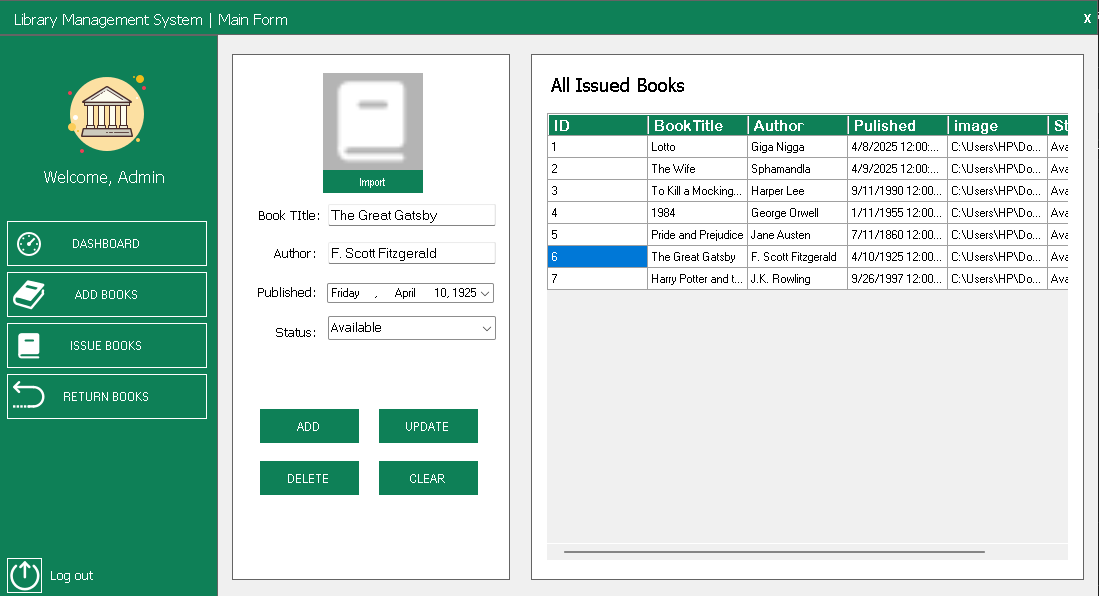 Library Management System | Main Form
X
Welcome, Admin
DASHBOARD
ADD BOOKS
ISSUE BOOKS
RETURN BOOKS
Log out
Import
Book TItle: The Great Gatsby
Author: F. Scott Fitzgerald
Published: Friday , April 10, 1925
Status: Available
ADD UPDATE
DELETE CLEAR
All Issued Books
ID BookTitle Author Pulished image St
1 Lotto Giga Nigga 4/8/2025 12:00:... C:\Users\HP\Do... Ava
2 The Wife Sphamandla 4/9/2025 12:00:... C:\Users\HP\Do... Ava
3 To Kill a Mocking... Harper Lee 9/11/1990 12:00... C:\Users\HP\Do... Ava
4 1984 George Orwell 1/11/1955 12:00... C:\Users\HP\Do... Ava
5 Pride and Prejudice Jane Austen 7/11/1860 12:00... C:\Users\HP\Do... Ava
6 The Great Gatsby F. Scott Fitzgerald 4/10/1925 12:00... C:\Users\HP\Do... Ava
7 Harry Potter and t... J.K. Rowling 9/26/1997 12:00... C:\Users\HP\Do... Ava